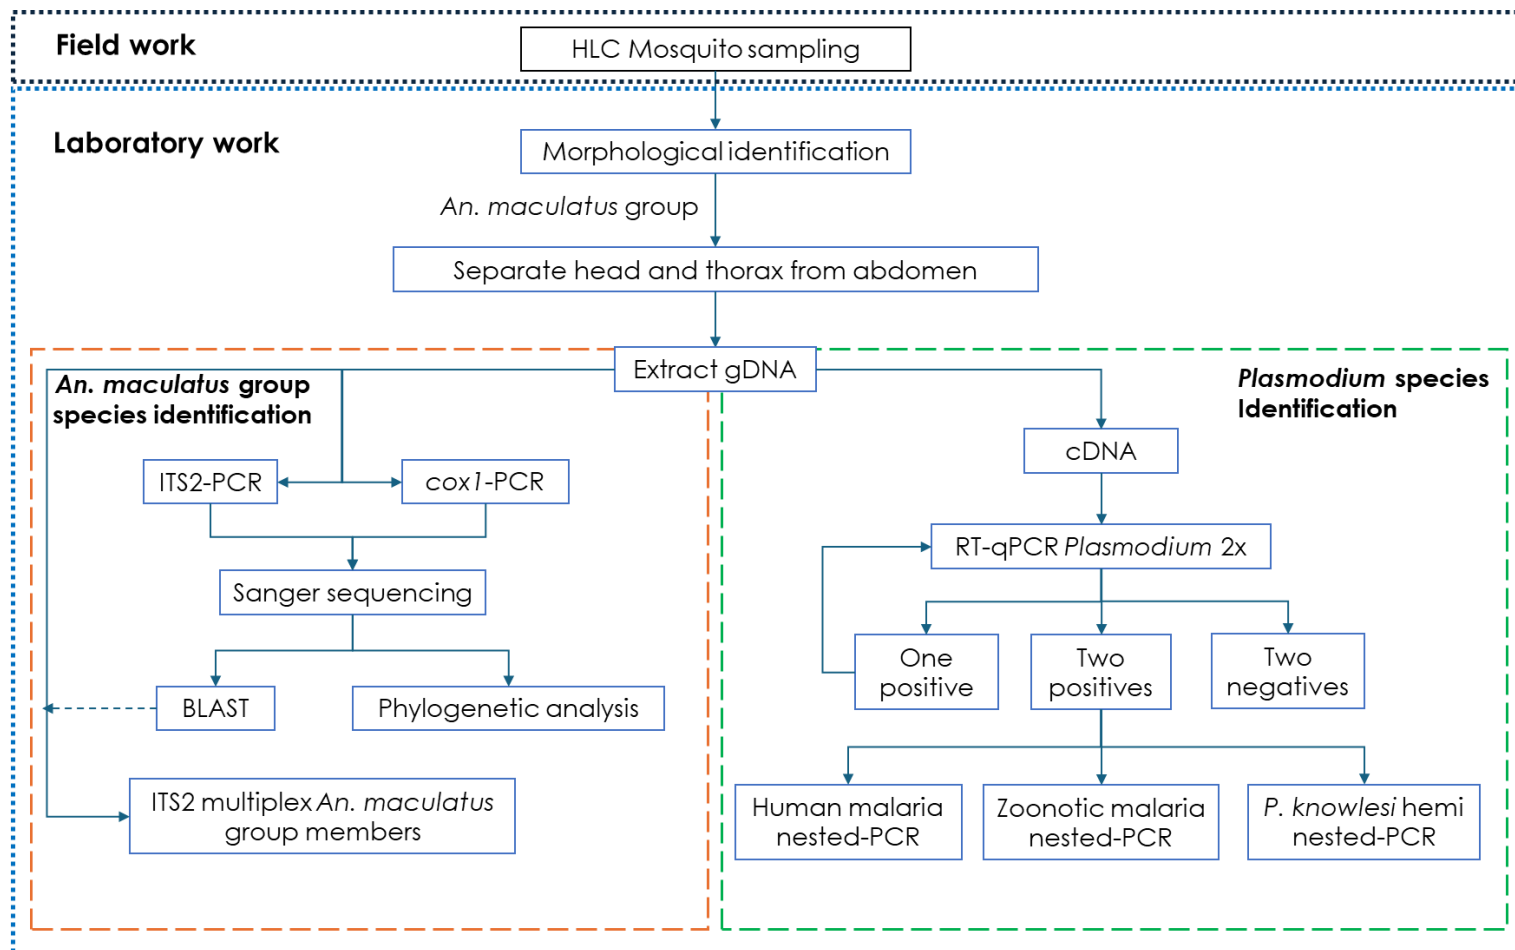 Field work
HLC Mosquito sampling
Laboratory work
Morphological identification
An. maculatus group
Separate head and thorax from abdomen
Extract gDNA
An. maculatus group
species identification
ITS2-PCR
cox1-PCR
Sanger sequencing
BLAST
Phylogenetic analysis
ITS2 multiplex An. maculatus
group members
Plasmodium species
Identification
cDNA
RT-qPCR Plasmodium 2x
One
positive
Two
positives
Two
negatives
Human malaria
nested-PCR
Zoonotic malaria
nested-PCR
P. knowlesi hemi
nested-PCR